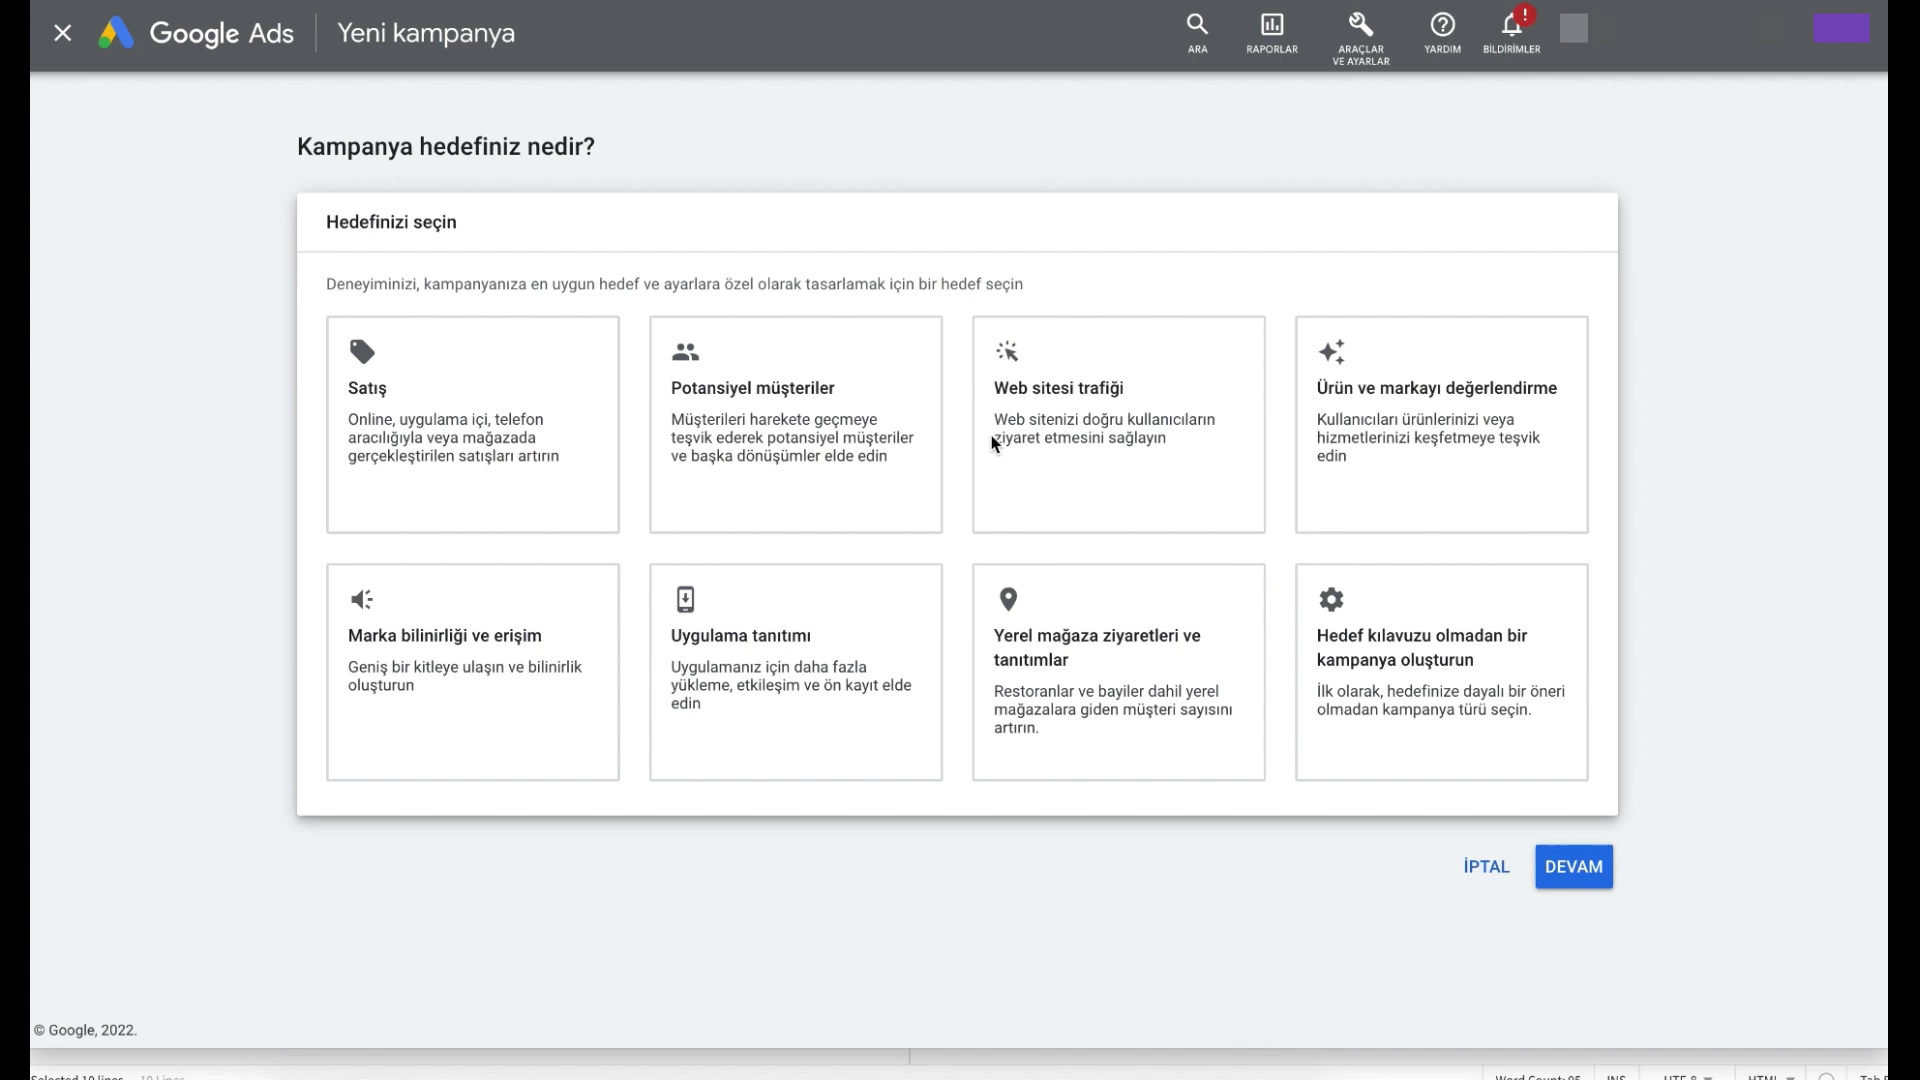 Google Ads
Yeni kampanya
ARA
RAPORLAR
ARAÇLAR
VE AYARLAR
YARDIM
!
BİLDİRİMLER
Kampanya hedefiniz nedir?
Hedefinizi seçin
Deneyiminizi, kampanyanıza en uygun hedef ve ayarlara özel olarak tasarlamak için bir hedef seçin
Satış
Online, uygulama içi, telefon
aracılığıyla veya mağazada
gerçekleştirilen satışları artırın
Potansiyel müşteriler
Müşterileri harekete geçmeye
teşvik ederek potansiyel müşteriler
ve başka dönüşümler elde edin
Web sitesi trafiği
Web sitenizi doğru kullanıcıların
ziyaret etmesini sağlayın
Ürün ve markayı değerlendirme
Kullanıcıları ürünlerinizi veya
hizmetlerinizi keşfetmeye teşvik
edin
Marka bilinirliği ve erişim
Geniş bir kitleye ulaşın ve bilinirlik
oluşturun
Uygulama tanıtımı
Uygulamanız için daha fazla
yükleme, etkileşim ve ön kayıt elde
edin
Yerel mağaza ziyaretleri ve
tanıtımlar
Restoranlar ve bayiler dahil yerel
mağazalara giden müşteri sayısını
artırın.
Hedef kılavuzu olmadan bir
kampanya oluşturun
İlk olarak, hedefinize dayalı bir öneri
olmadan kampanya türü seçin.
İPTAL
DEVAM
© Google, 2022.